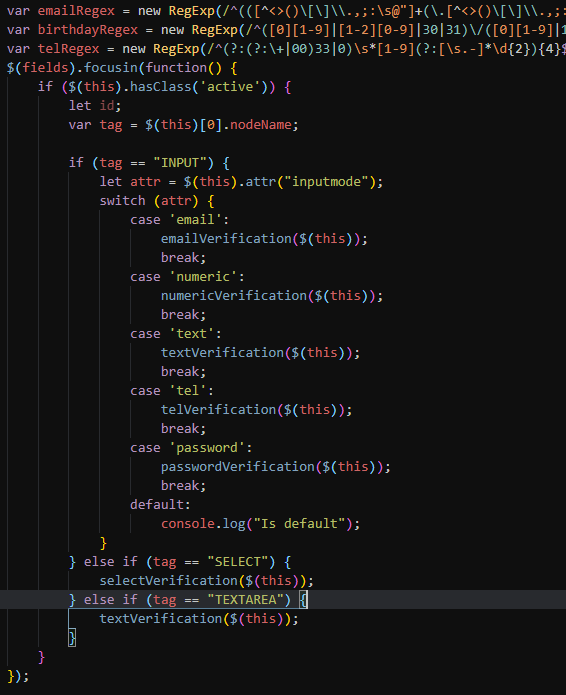 var emailRegex = new RegExp(/^(([^<>()\[\]\\.,;:\s@"]+(\.[^<>()\[\]\\.,;:
var birthdayRegex = new RegExp(/^([0][1-9]|[1-2][0-9]|30|31)\/([0][1-9]|1
var telRegex = new RegExp(/^(?:(?:\+|00)33|0)\s*[1-9](?:[\s.-]*\d{2}){4}$
$(fields).focusin(function() {
    if ($(this).hasClass('active')) {
        let id;
        var tag = $(this)[0].nodeName;

        if (tag == "INPUT") {
            let attr = $(this).attr("inputmode");
            switch (attr) {
                case 'email':
                    emailVerification($(this));
                    break;
                case 'numeric':
                    numericVerification($(this));
                    break;
                case 'text':
                    textVerification($(this));
                    break;
                case 'tel':
                    telVerification($(this));
                    break;
                case 'password':
                    passwordVerification($(this));
                    break;
                default:
                    console.log("Is default");
            }
        } else if (tag == "SELECT") {
            selectVerification($(this));
        } else if (tag == "TEXTAREA") {
            textVerification($(this));
        }
    }
});